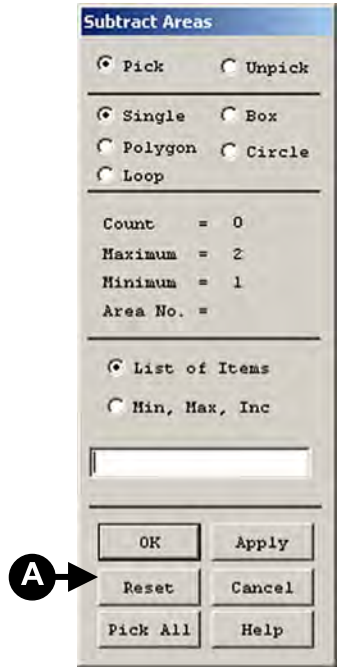 Subtract Areas
Pick Unpick
Single Box
Polygon Circle
Loop
Count = 0
Maximum = 2
Minimum = 1
Area No. =
List of Items
Min, Max, Inc
OK Apply
A Reset Cancel
Pick All Help